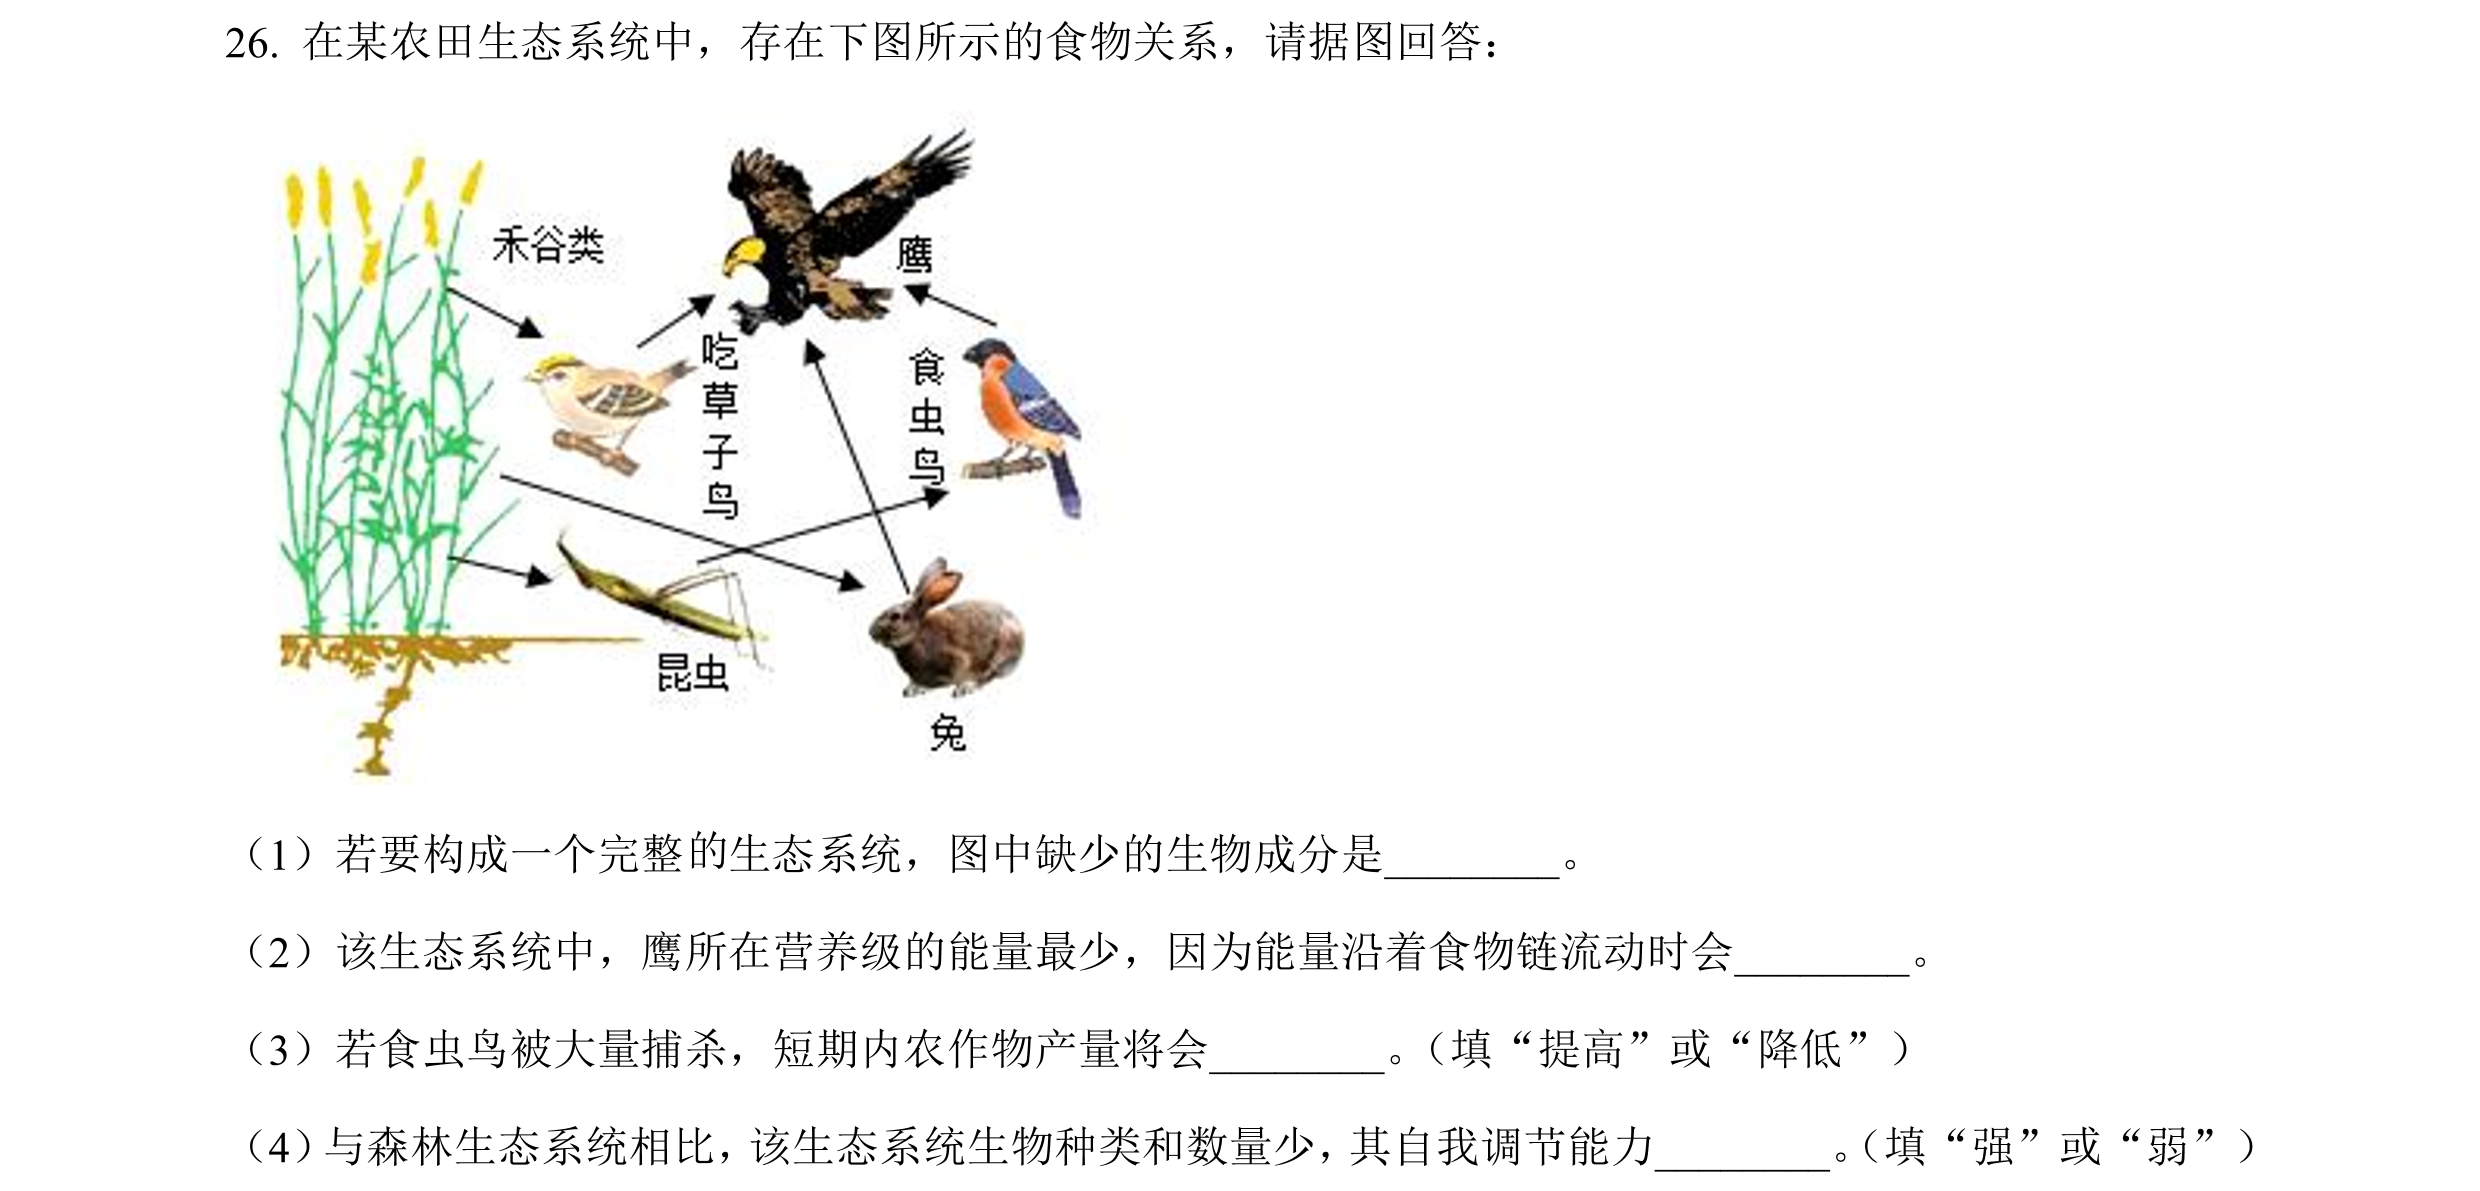 26. 在某农田生态系统中，存在下图所示的食物关系，请据图回答：
禾谷类
鹰
吃草子鸟
食虫鸟
昆虫
兔
（1）若要构成一个完整的生态系统，图中缺少的生物成分是________。
（2）该生态系统中，鹰所在营养级的能量最少，因为能量沿着食物链流动时会________。
（3）若食虫鸟被大量捕杀，短期内农作物产量将会________。（填“提高”或“降低”）
（4）与森林生态系统相比，该生态系统生物种类和数量少，其自我调节能力________。（填“强”或“弱”）